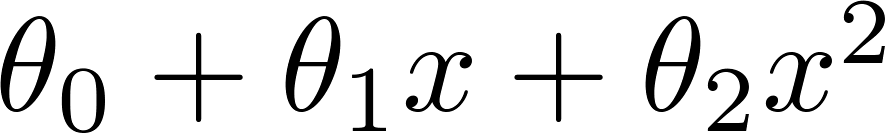 θ₀ + θ₁x + θ₂x²